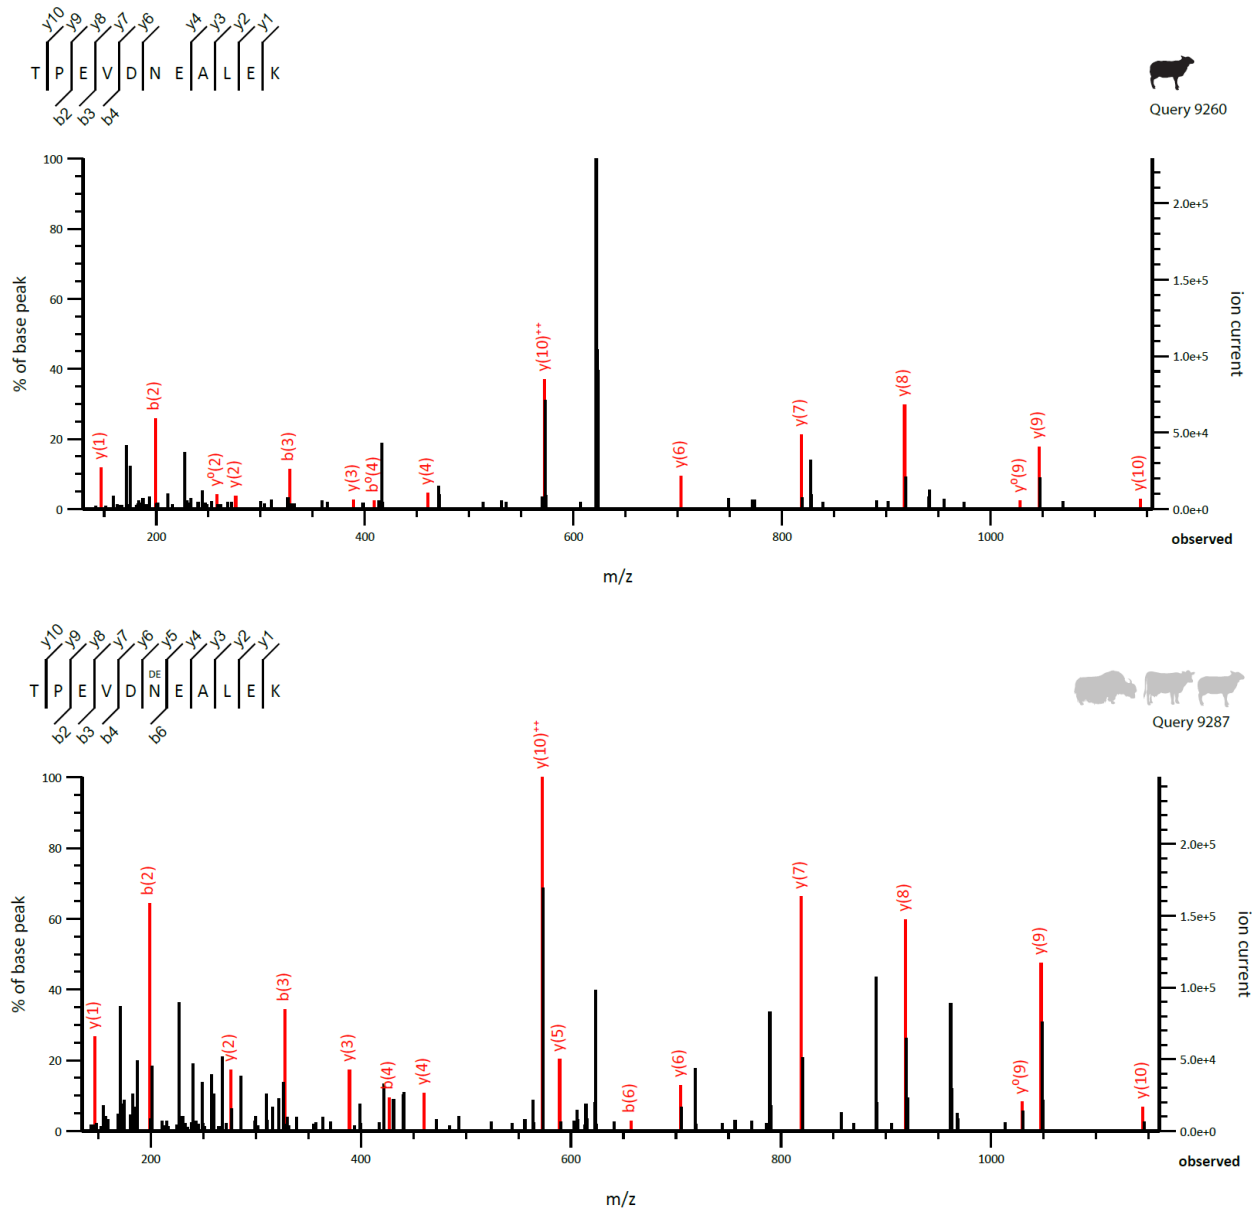 y10 y9 y8 y7 y6 y4 y3 y2 y1
T P E V D N E A L E K
b2 b3 b4
Query 9260
100
80
60
40
20
0
% of base peak
y(1)
b(2)
y⁰(2)
y(2)
b(3)
y(3)
b⁰(4)
y(4)
y(10)⁺⁺
y(6)
y(7)
y(8)
y⁰(9)
y(9)
y(10)
2.0e+5
1.5e+5
1.0e+5
5.0e+4
0.0e+0
ion current
200 400 600 800 1000 observed
m/z
y10 y9 y8 y7 y6 y5 y4 y3 y2 y1
DE
T P E V D N E A L E K
b2 b3 b4 b6
Query 9287
100
80
60
40
20
0
% of base peak
y(1)
b(2)
y(2)
b(3)
y(3)
b(4)
y(4)
y(10)⁺⁺
y(5)
b(6)
y(6)
y(7)
y(8)
y⁰(9)
y(9)
y(10)
2.0e+5
1.5e+5
1.0e+5
5.0e+4
0.0e+0
ion current
200 400 600 800 1000 observed
m/z